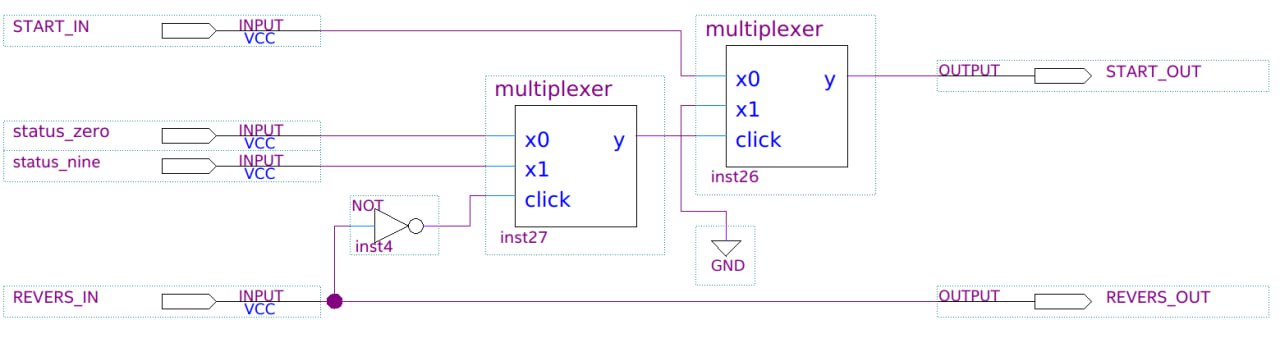 START_IN
INPUT
VCC
multiplexer
x0
y
x1
click
inst26
OUTPUT
START_OUT
multiplexer
status_zero
INPUT
VCC
x0
y
status_nine
INPUT
VCC
x1
click
inst27
NOT
inst4
GND
REVERS_IN
INPUT
VCC
OUTPUT
REVERS_OUT